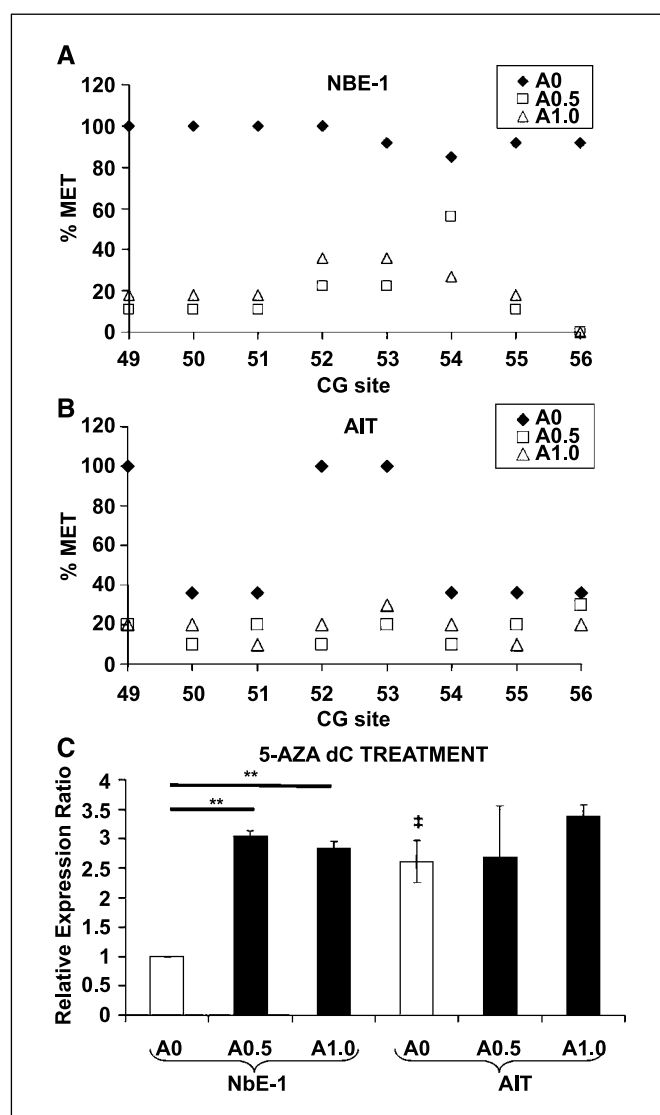 A
NBE-1
◆ A0
□ A0.5
△ A1.0
% MET
120
100
80
60
40
20
0
49 50 51 52 53 54 55 56
CG site
B
AIT
◆ A0
□ A0.5
△ A1.0
% MET
120
100
80
60
40
20
0
49 50 51 52 53 54 55 56
CG site
C
5-AZA dC TREATMENT
Relative Expression Ratio
4
3.5
3
2.5
2
1.5
1
0.5
0
**
**
‡
A0 A0.5 A1.0 A0 A0.5 A1.0
NbE-1 AIT